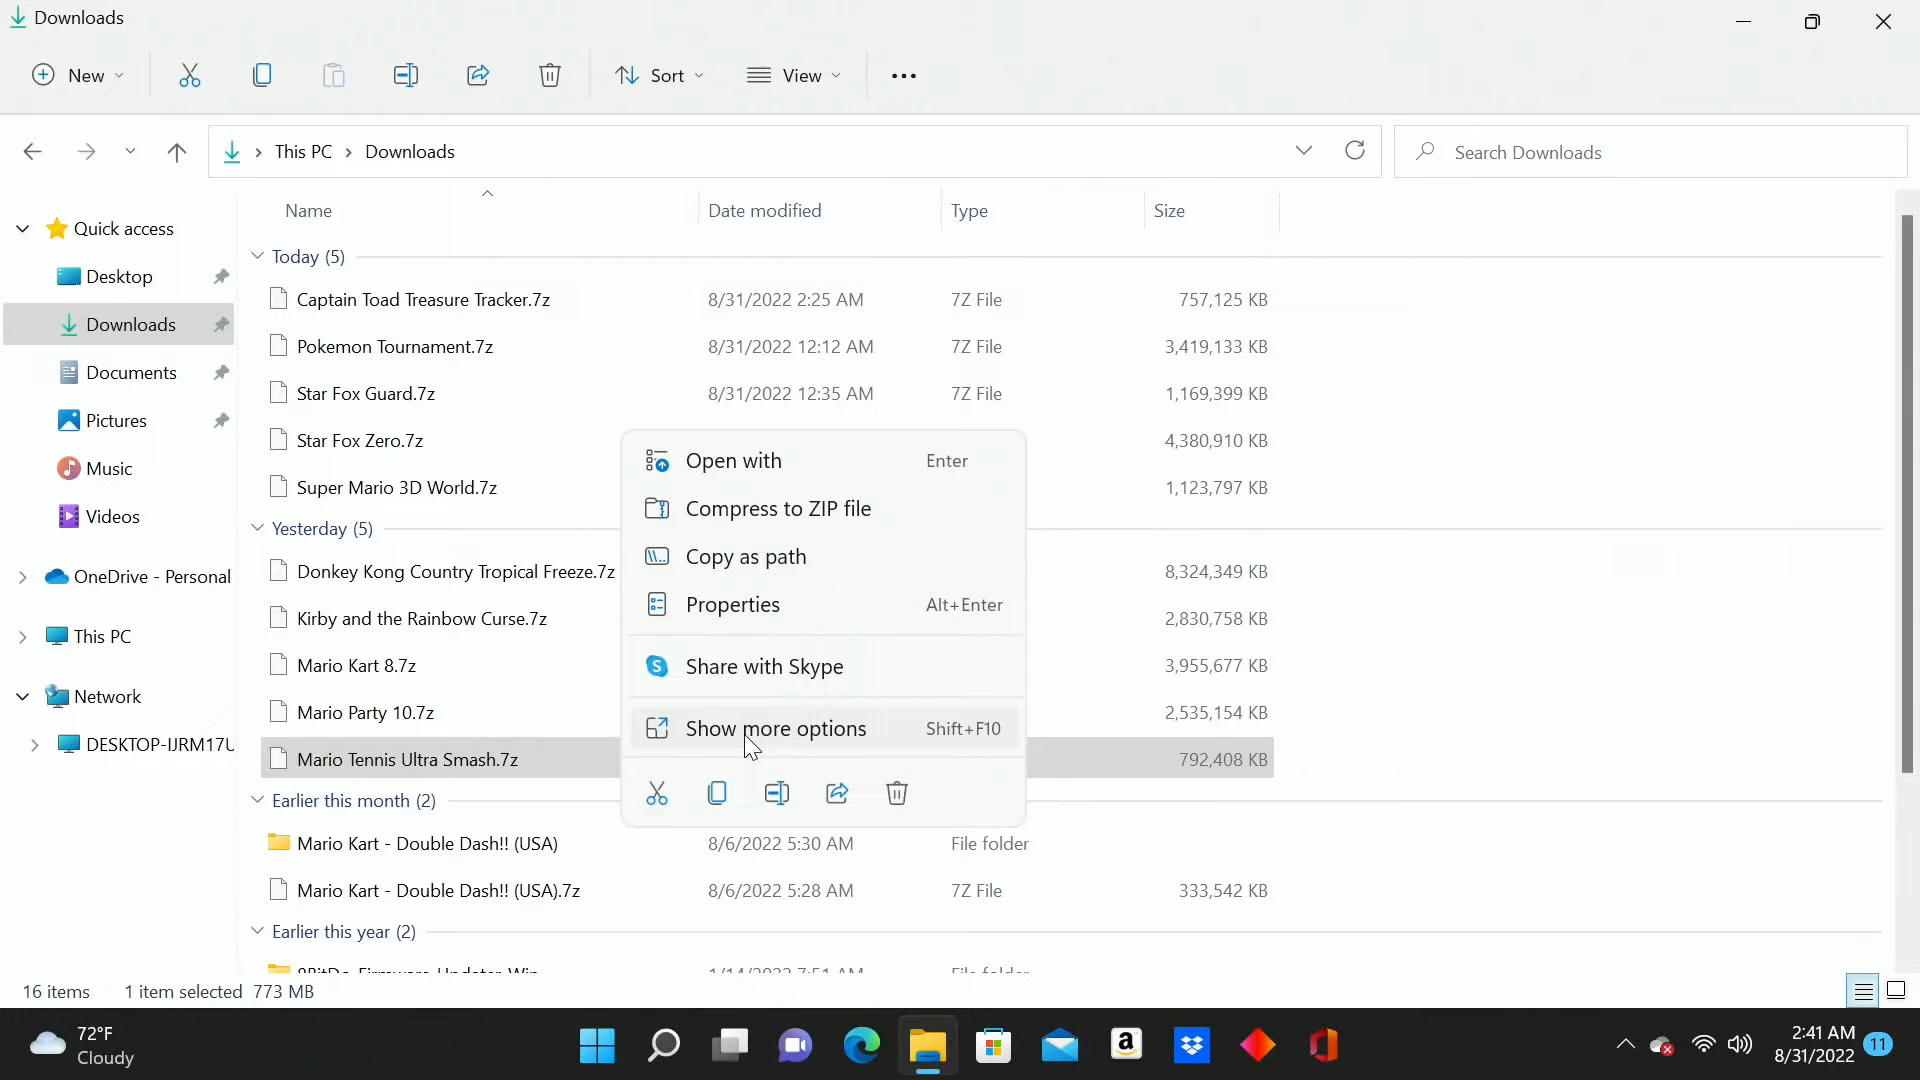 Downloads
New
Sort
View
This PC
Downloads
Search Downloads
Name
Date modified
Type
Size
Quick access
Desktop
Downloads
Documents
Pictures
Music
Videos
OneDrive - Personal
This PC
Network
DESKTOP-IJRM17U
Today (5)
Captain Toad Treasure Tracker.7z 8/31/2022 2:25 AM 7Z File 757,125 KB
Pokemon Tournament.7z 8/31/2022 12:12 AM 7Z File 3,419,133 KB
Star Fox Guard.7z 8/31/2022 12:35 AM 7Z File 1,169,399 KB
Star Fox Zero.7z 4,380,910 KB
Super Mario 3D World.7z 1,123,797 KB
Yesterday (5)
Donkey Kong Country Tropical Freeze.7z 8,324,349 KB
Kirby and the Rainbow Curse.7z 2,830,758 KB
Mario Kart 8.7z 3,955,677 KB
Mario Party 10.7z 2,535,154 KB
Mario Tennis Ultra Smash.7z 792,408 KB
Earlier this month (2)
Mario Kart - Double Dash!! (USA) 8/6/2022 5:30 AM File folder
Mario Kart - Double Dash!! (USA).7z 8/6/2022 5:28 AM 7Z File 333,542 KB
Earlier this year (2)
Open with Enter
Compress to ZIP file
Copy as path
Properties Alt+Enter
Share with Skype
Show more options Shift+F10
16 items 1 item selected 773 MB
72°F
Cloudy
2:41 AM
8/31/2022
11